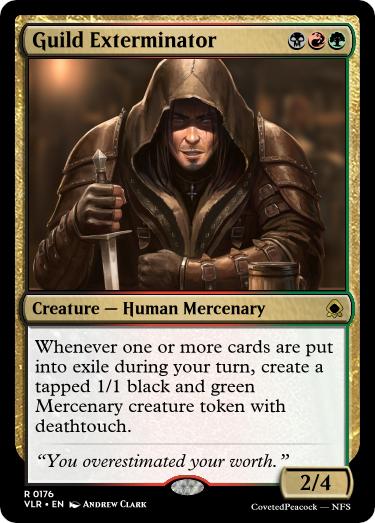 Guild Exterminator
Creature — Human Mercenary
Whenever one or more cards are put
into exile during your turn, create a
tapped 1/1 black and green
Mercenary creature token with
deathtouch.
“You overestimated your worth.”
2/4
R 0176
VLR • EN Andrew Clark
CovetedPeacock — NFS